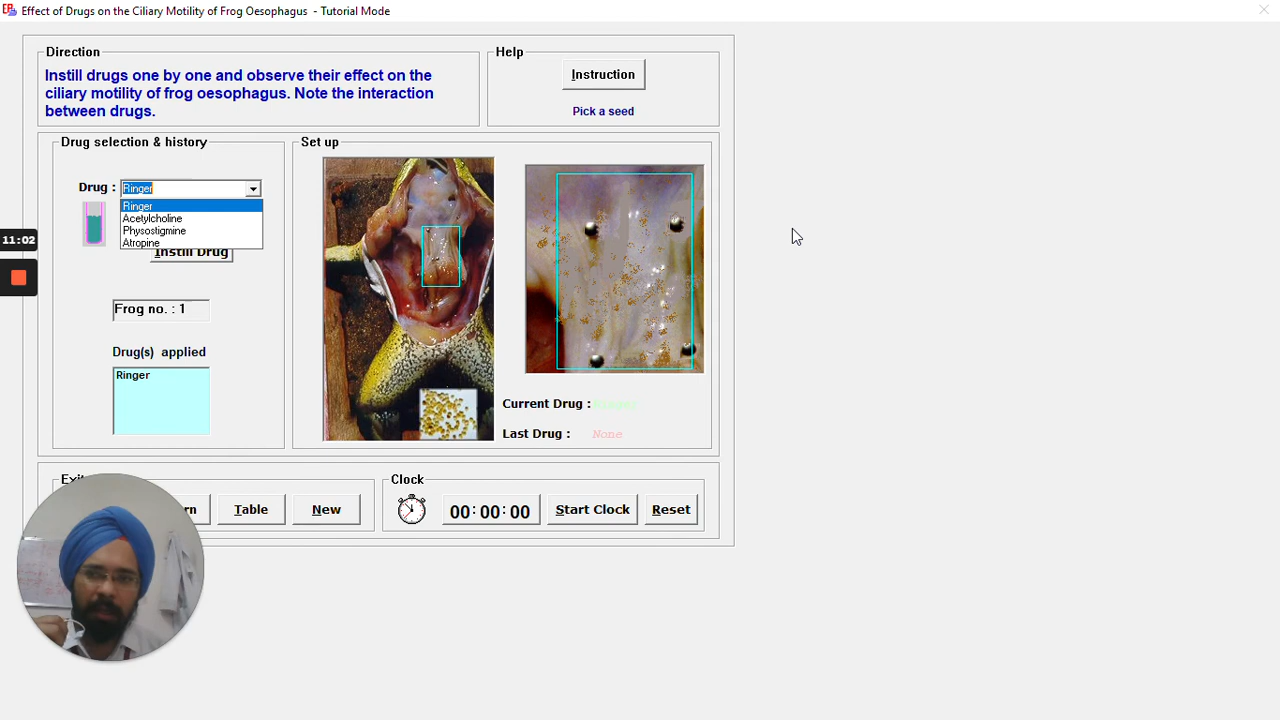 Effect of Drugs on the Ciliary Motility of Frog Oesophagus - Tutorial Mode
Direction
Instill drugs one by one and observe their effect on the
ciliary motility of frog oesophagus. Note the interaction
between drugs.
Help
Instruction
Pick a seed
Drug selection & history
Drug :
Ringer
Ringer
Acetylcholine
Physostigmine
Atropine
Instill Drug
Frog no. : 1
Drug(s) applied
Ringer
Set up
Current Drug : Ringer
Last Drug : None
11:02
Table
New
Clock
00:00:00
Start Clock
Reset